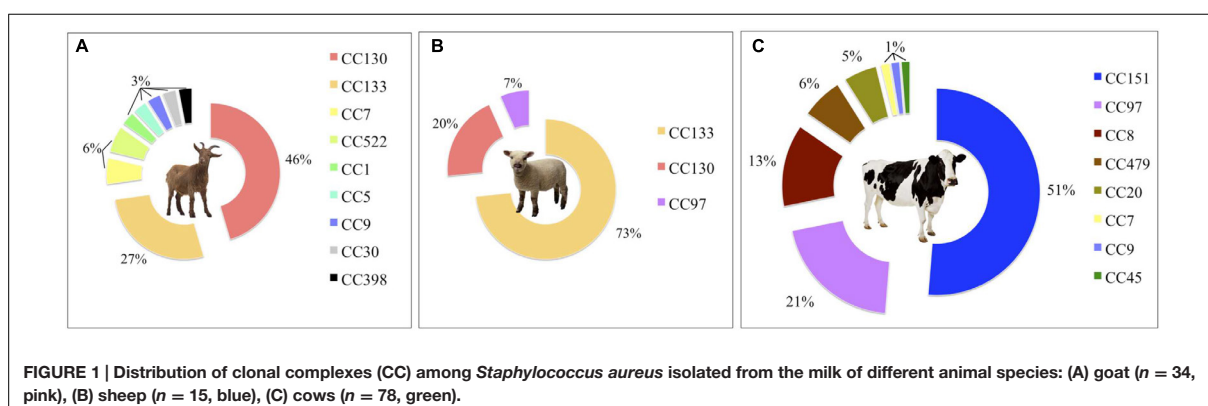 A
3%
6%
46%
27%
CC130
CC133
CC7
CC522
CC1
CC5
CC9
CC30
CC398
B
7%
20%
73%
CC133
CC130
CC97
C
1%
5%
6%
13%
51%
21%
CC151
CC97
CC8
CC479
CC20
CC7
CC9
CC45
FIGURE 1 | Distribution of clonal complexes (CC) among Staphylococcus aureus isolated from the milk of different animal species: (A) goat (n = 34,
pink), (B) sheep (n = 15, blue), (C) cows (n = 78, green).